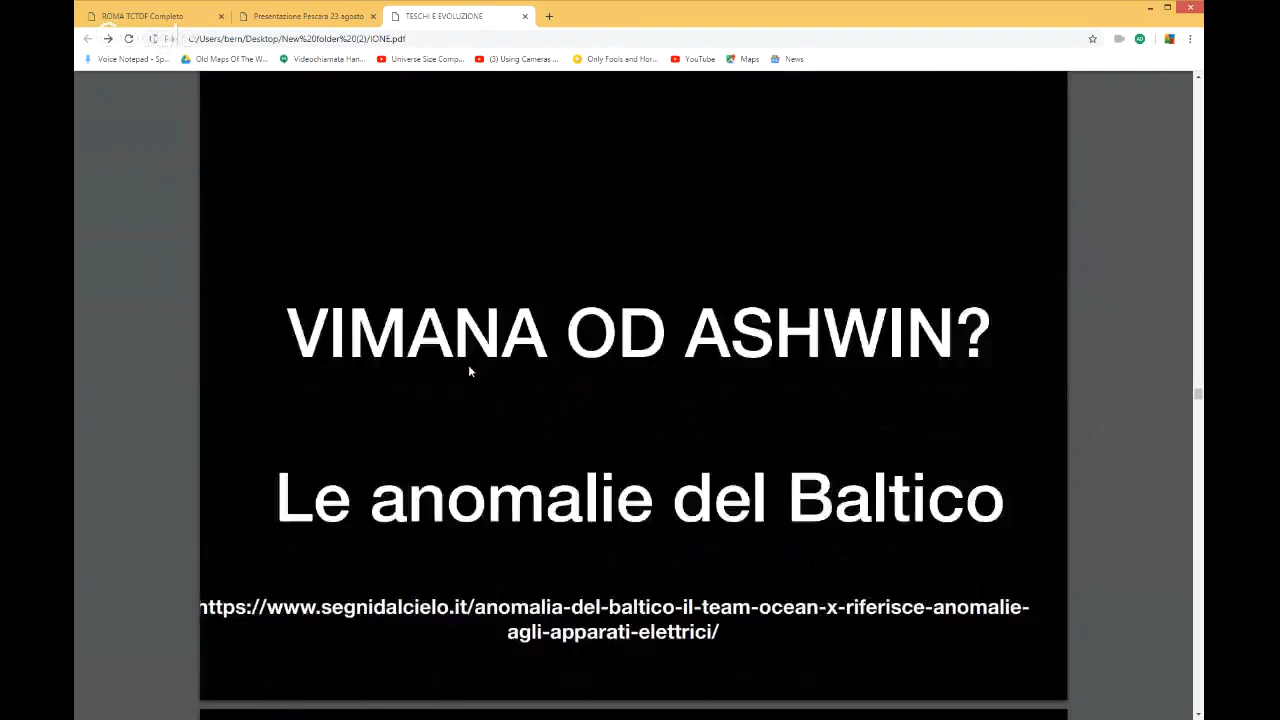 ROMA TCTDF Completo
Presentazione Pescara 23 agosto
TESCHI E EVOLUZIONE
C:/Users/bern/Desktop/New%20folder%20(2)/IONE.pdf
Voice Notepad - Sp...
Old Maps Of The W...
Videochiamata Han...
Universe Size Comp...
(3) Using Cameras ...
Only Fools and Hor...
YouTube
Maps
News
VIMANA OD ASHWIN?
Le anomalie del Baltico
https://www.segnidalcielo.it/anomalia-del-baltico-il-team-ocean-x-riferisce-anomalie-
agli-apparati-elettrici/